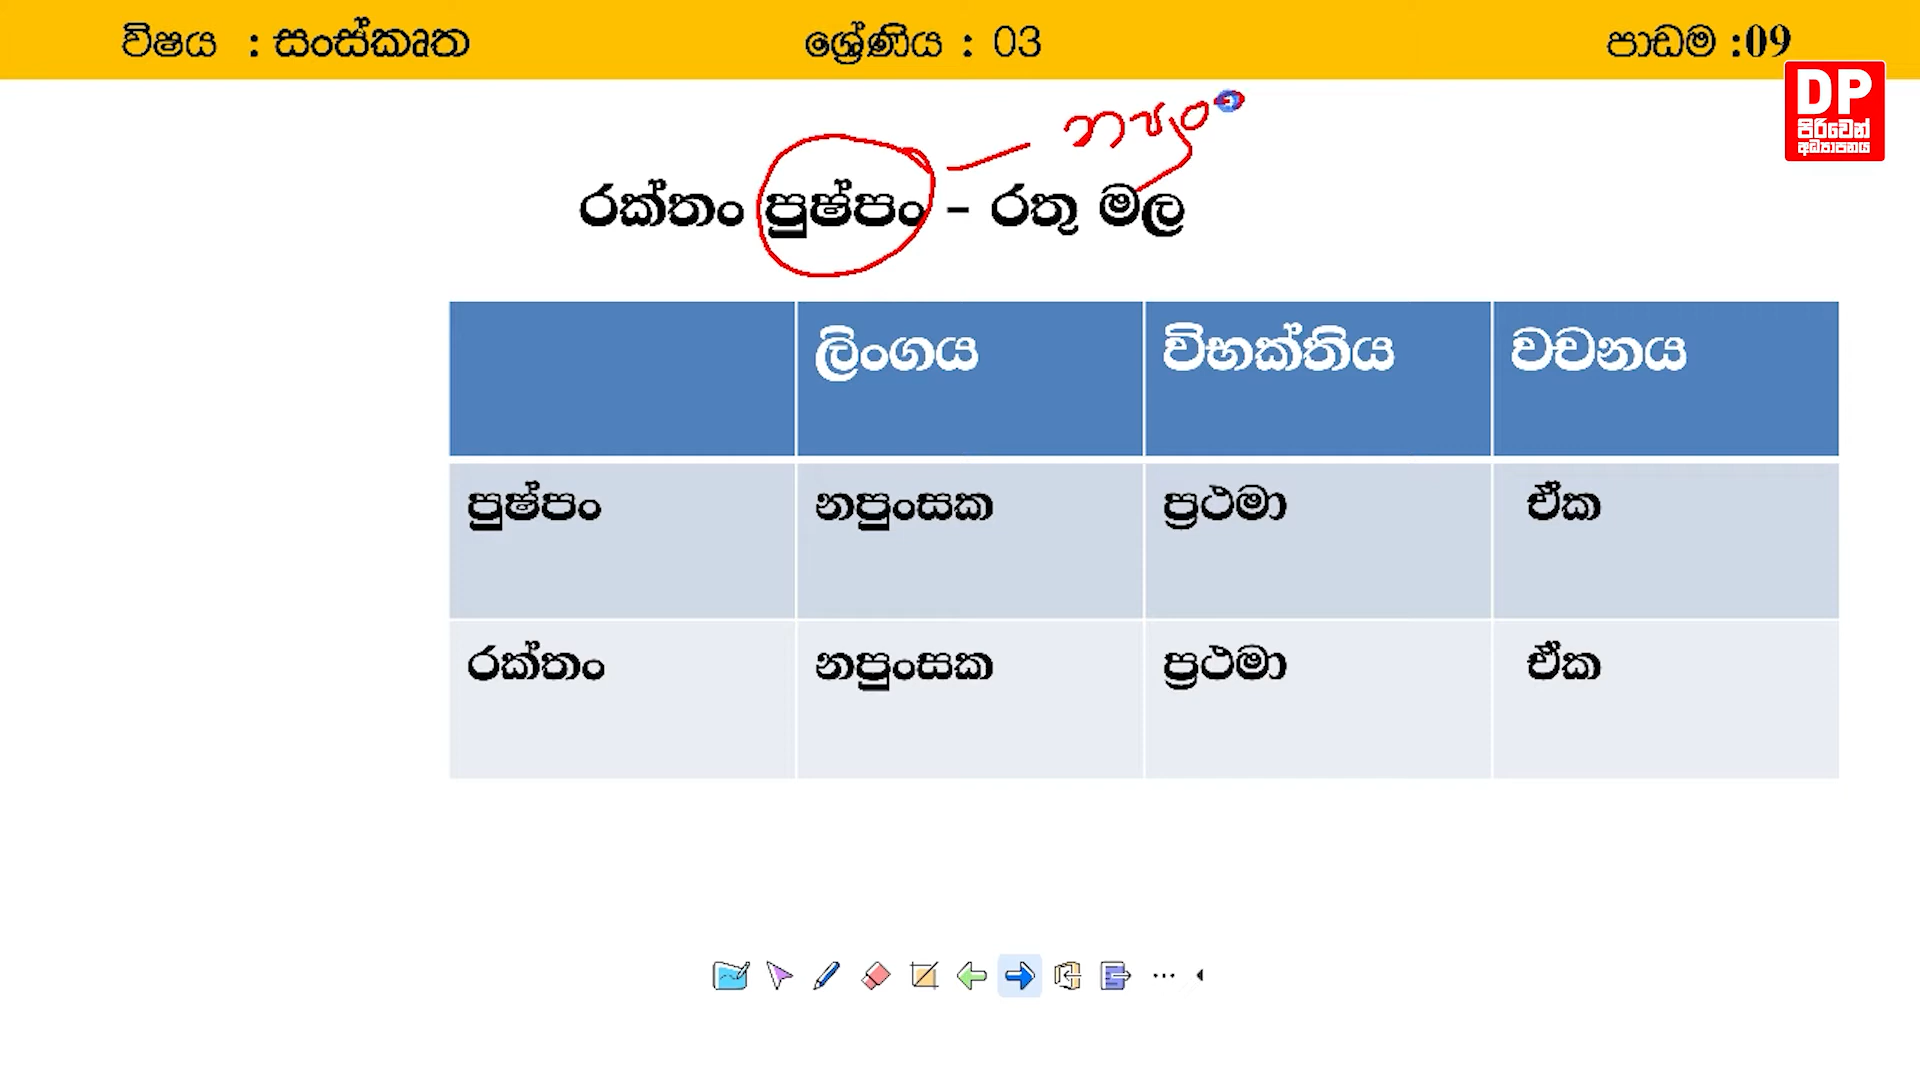 විෂය : සංස්කෘත ශ්‍රේණිය : 03 පාඩම :09
DP
පිරිවෙන්
අධ්‍යාපනය
නපුං
රක්තං පුෂ්පං - රතු මල
ලිංගය විභක්තිය වචනය
පුෂ්පං නපුංසක ප්‍රථමා ඒක
රක්තං නපුංසක ප්‍රථමා ඒක